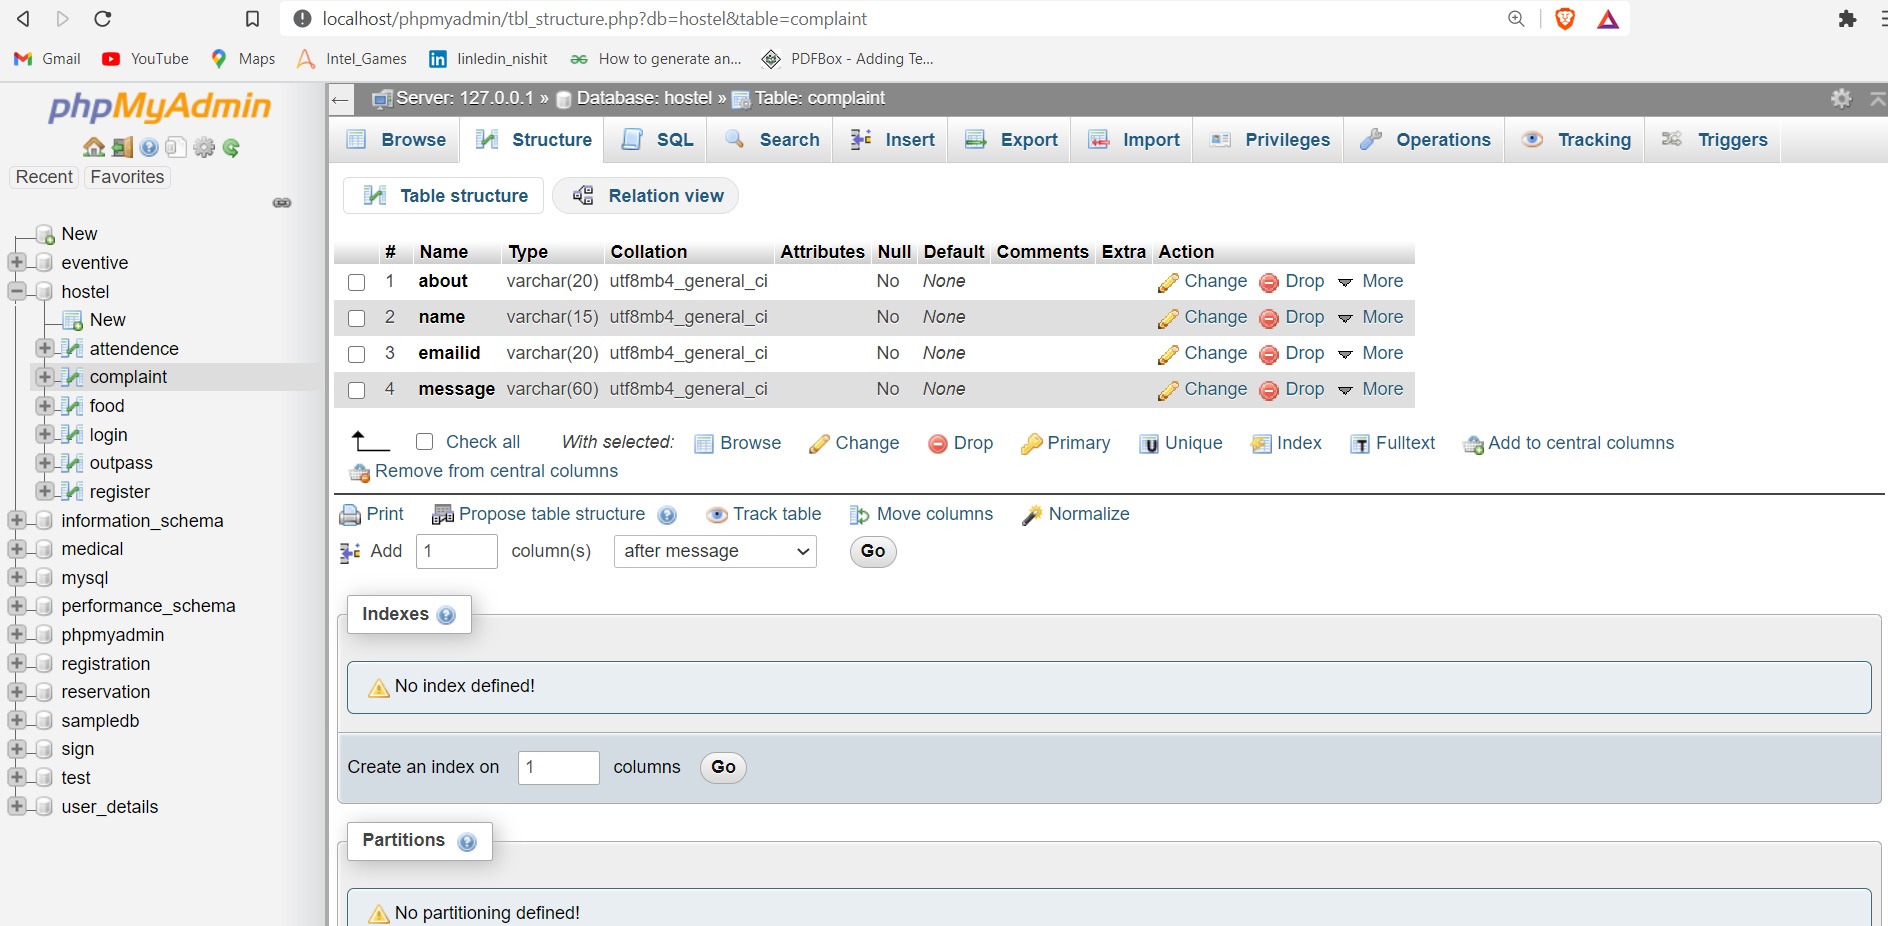 localhost/phpmyadmin/tbl_structure.php?db=hostel&table=complaint
Gmail YouTube Maps Intel_Games linledin_nishit How to generate an... PDFBox - Adding Te...
phpMyAdmin
Recent Favorites
New
eventive
hostel
New
attendence
complaint
food
login
outpass
register
information_schema
medical
mysql
performance_schema
phpmyadmin
registration
reservation
sampledb
sign
test
user_details
Server: 127.0.0.1 » Database: hostel » Table: complaint
Browse Structure SQL Search Insert Export Import Privileges Operations Tracking Triggers
Table structure Relation view
# Name Type Collation Attributes Null Default Comments Extra Action
1 about varchar(20) utf8mb4_general_ci No None Change Drop More
2 name varchar(15) utf8mb4_general_ci No None Change Drop More
3 emailid varchar(20) utf8mb4_general_ci No None Change Drop More
4 message varchar(60) utf8mb4_general_ci No None Change Drop More
Check all With selected: Browse Change Drop Primary Unique Index Fulltext Add to central columns
Remove from central columns
Print Propose table structure Track table Move columns Normalize
Add 1 column(s) after message Go
Indexes
No index defined!
Create an index on 1 columns Go
Partitions
No partitioning defined!